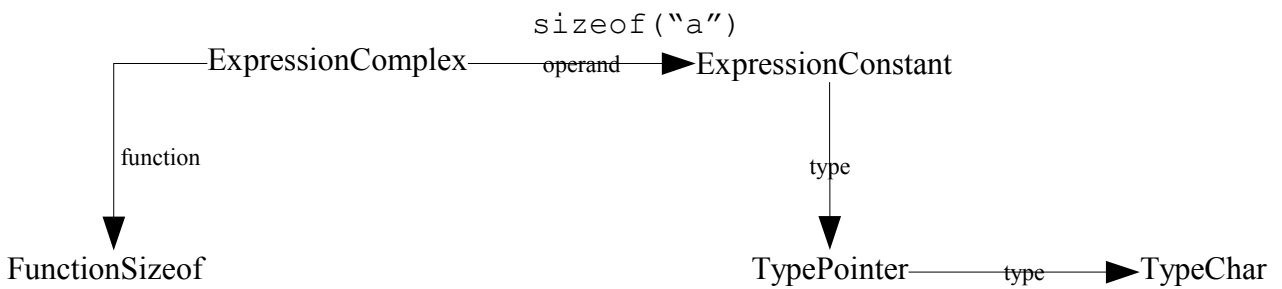 sizeof(“a”)
ExpressionComplex operand ExpressionConstant
function
type
FunctionSizeof
TypePointer type TypeChar